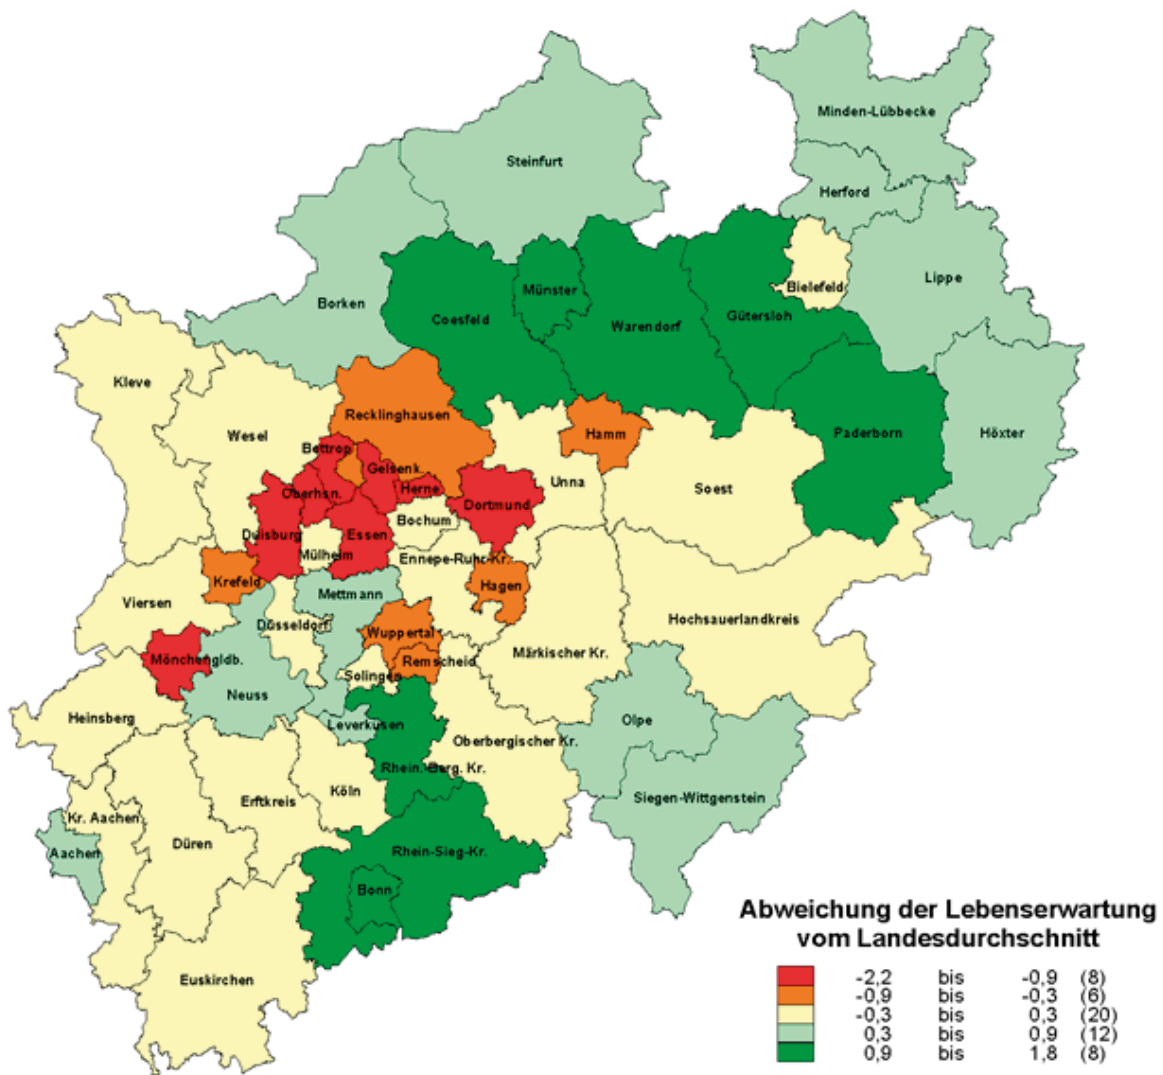 Minden-Lübbecke
Steinfurt
Herford
Lippe
Bielefeld
Münster
Borken
Gütersloh
Coesfeld
Warendorf
Kleve
Recklinghausen
Hamm
Paderborn
Höxter
Wesel
Bottrop
Gelsenk.
Unna
Soest
Oberhsn.
Herne
Dortmund
Bochum
Duisburg
Essen
Mülheim
Ennepe-Ruhr-Kr.
Krefeld
Hagen
Mettmann
Viersen
Hochsauerlandkreis
Düsseldorf
Wuppertal
Märkischer Kr.
Mönchengldb.
Remscheid
Solingen
Neuss
Heinsberg
Olpe
Leverkusen
Oberbergischer Kr.
Rhein.-Berg. Kr.
Köln
Siegen-Wittgenstein
Erftkreis
Kr. Aachen
Düren
Aachen
Rhein-Sieg-Kr.
Bonn
Euskirchen
Abweichung der Lebenserwartung
vom Landesdurchschnitt
-2,2 bis -0,9 (8)
-0,9 bis -0,3 (6)
-0,3 bis 0,3 (20)
0,3 bis 0,9 (12)
0,9 bis 1,8 (8)